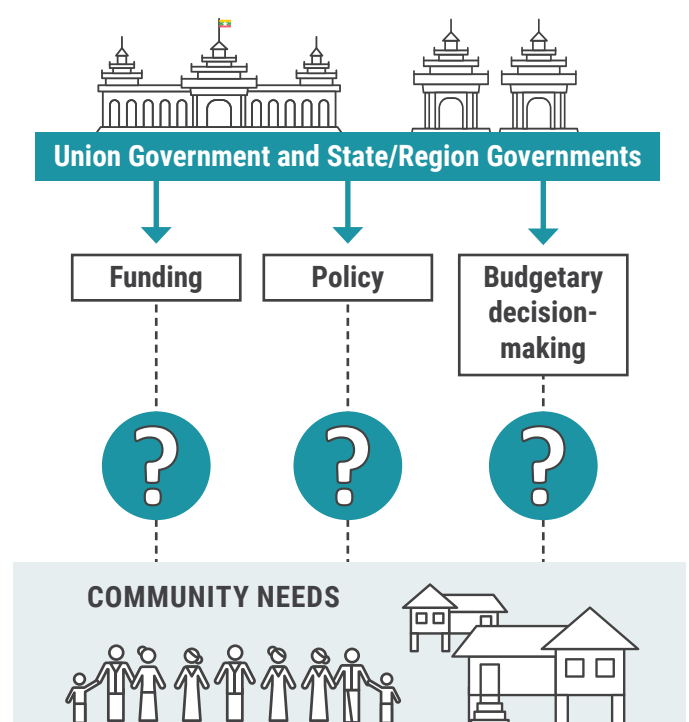 Union Government and State/Region Governments
Funding
Policy
Budgetary
decision-
making
?
?
?
COMMUNITY NEEDS